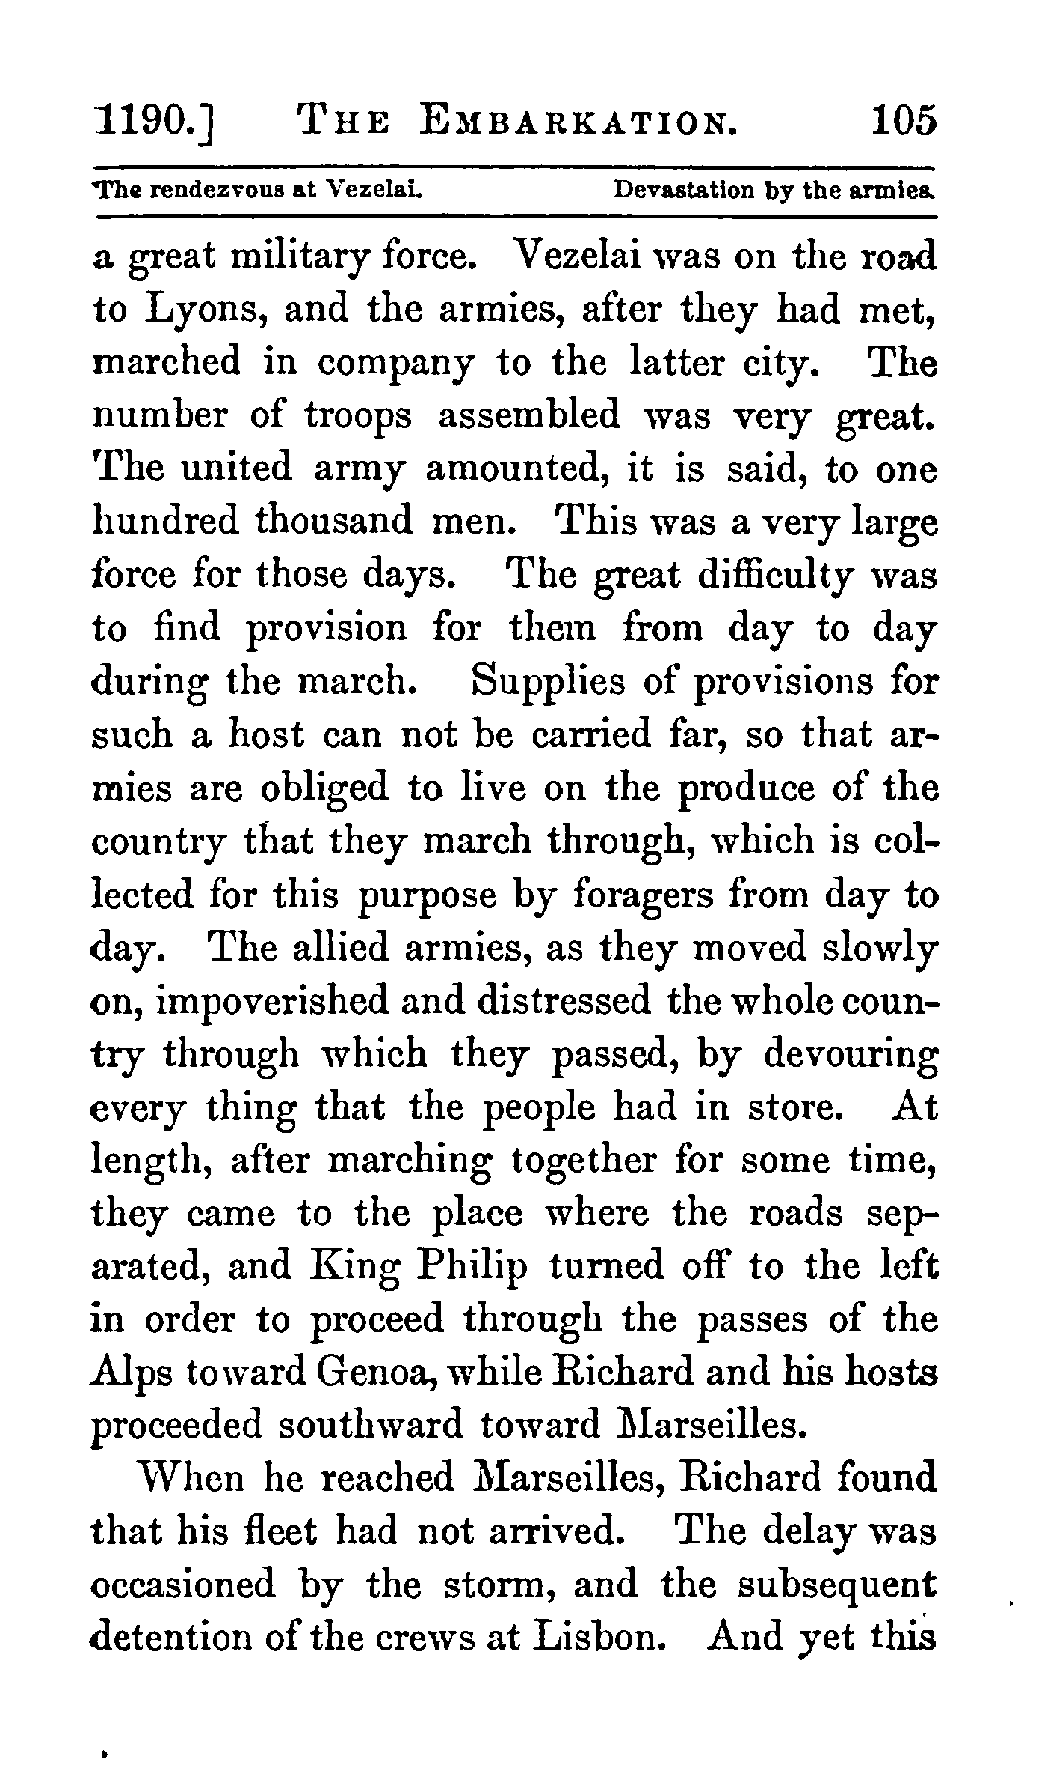 1190.] THE EMBARKATION. 105
The rendezvous at Vezelai. Devastation by the armies.
a great military force. Vezelai was on the road
to Lyons, and the armies, after they had met,
marched in company to the latter city. The
number of troops assembled was very great.
The united army amounted, it is said, to one
hundred thousand men. This was a very large
force for those days. The great difficulty was
to find provision for them from day to day
during the march. Supplies of provisions for
such a host can not be carried far, so that ar-
mies are obliged to live on the produce of the
country that they march through, which is col-
lected for this purpose by foragers from day to
day. The allied armies, as they moved slowly
on, impoverished and distressed the whole coun-
try through which they passed, by devouring
every thing that the people had in store. At
length, after marching together for some time,
they came to the place where the roads sep-
arated, and King Philip turned off to the left
in order to proceed through the passes of the
Alps toward Genoa, while Richard and his hosts
proceeded southward toward Marseilles.
When he reached Marseilles, Richard found
that his fleet had not arrived. The delay was
occasioned by the storm, and the subsequent
detention of the crews at Lisbon. And yet this